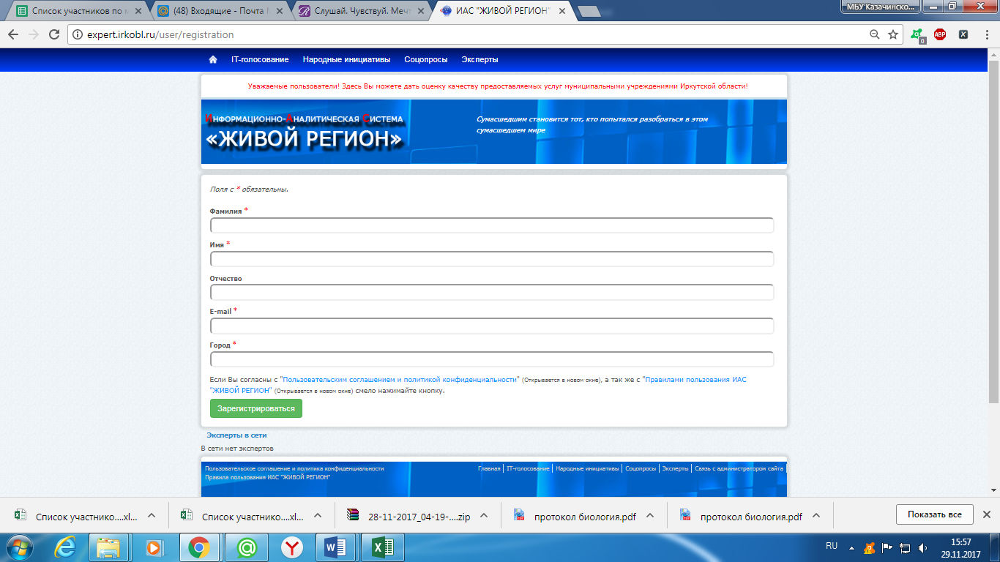 Список участников по м
(48) Входящие - Почта М
Слушай. Чувствуй. Мечт
ИАС "ЖИВОЙ РЕГИОН"
МБУ Казачинско...
expert.irkobl.ru/user/registration
ABP
0
X
IT-голосование Народные инициативы Соцопросы Эксперты
Уважаемые пользователи! Здесь Вы можете дать оценку качеству предоставляемых услуг муниципальными учреждениями Иркутской области!
Информационно-Аналитическая Система
«ЖИВОЙ РЕГИОН»
Сумасшедшим становится тот, кто попытался разобраться в этом
сумасшедшем мире
Поля с * обязательны.
Фамилия *
Имя *
Отчество
E-mail *
Город *
Если Вы согласны с "Пользовательским соглашением и политикой конфиденциальности" (Открывается в новом окне), а так же с "Правилами пользования ИАС
"ЖИВОЙ РЕГИОН" (Открывается в новом окне) смело нажимайте кнопку.
Зарегистрироваться
Эксперты в сети
В сети нет экспертов
Пользовательское соглашение и политика конфиденциальности
Правила пользования ИАС "ЖИВОЙ РЕГИОН"
Главная IT-голосование Народные инициативы Соцопросы Эксперты Связь с администратором сайта
Список участнико....xl...
Список участнико....xl...
28-11-2017_04-19-....zip
протокол биология.pdf
протокол биология.pdf
Показать все
RU
15:57
29.11.2017